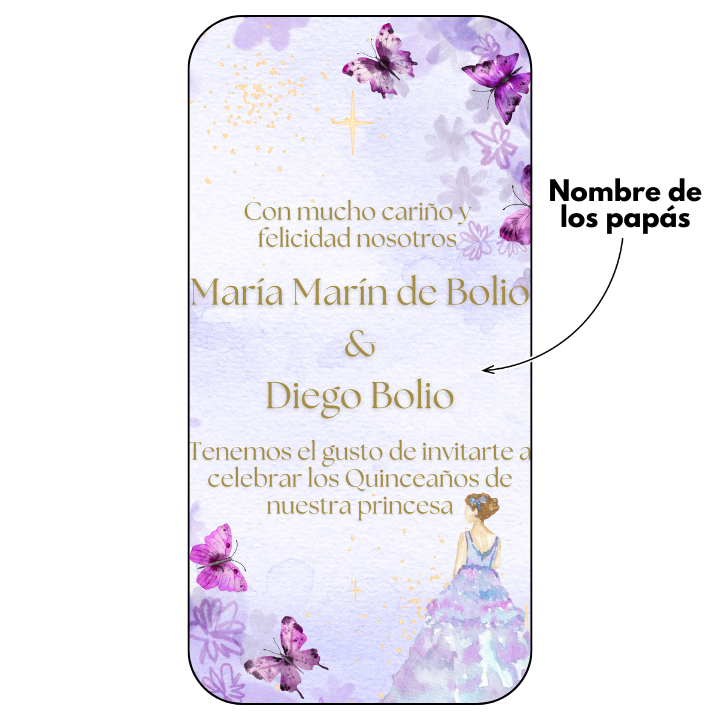 Con mucho cariño y
felicidad nosotros
María Marín de Bolio
&
Diego Bolio
Tenemos el gusto de invitarte a
celebrar los Quinceaños de
nuestra princesa
Nombre de
los papás